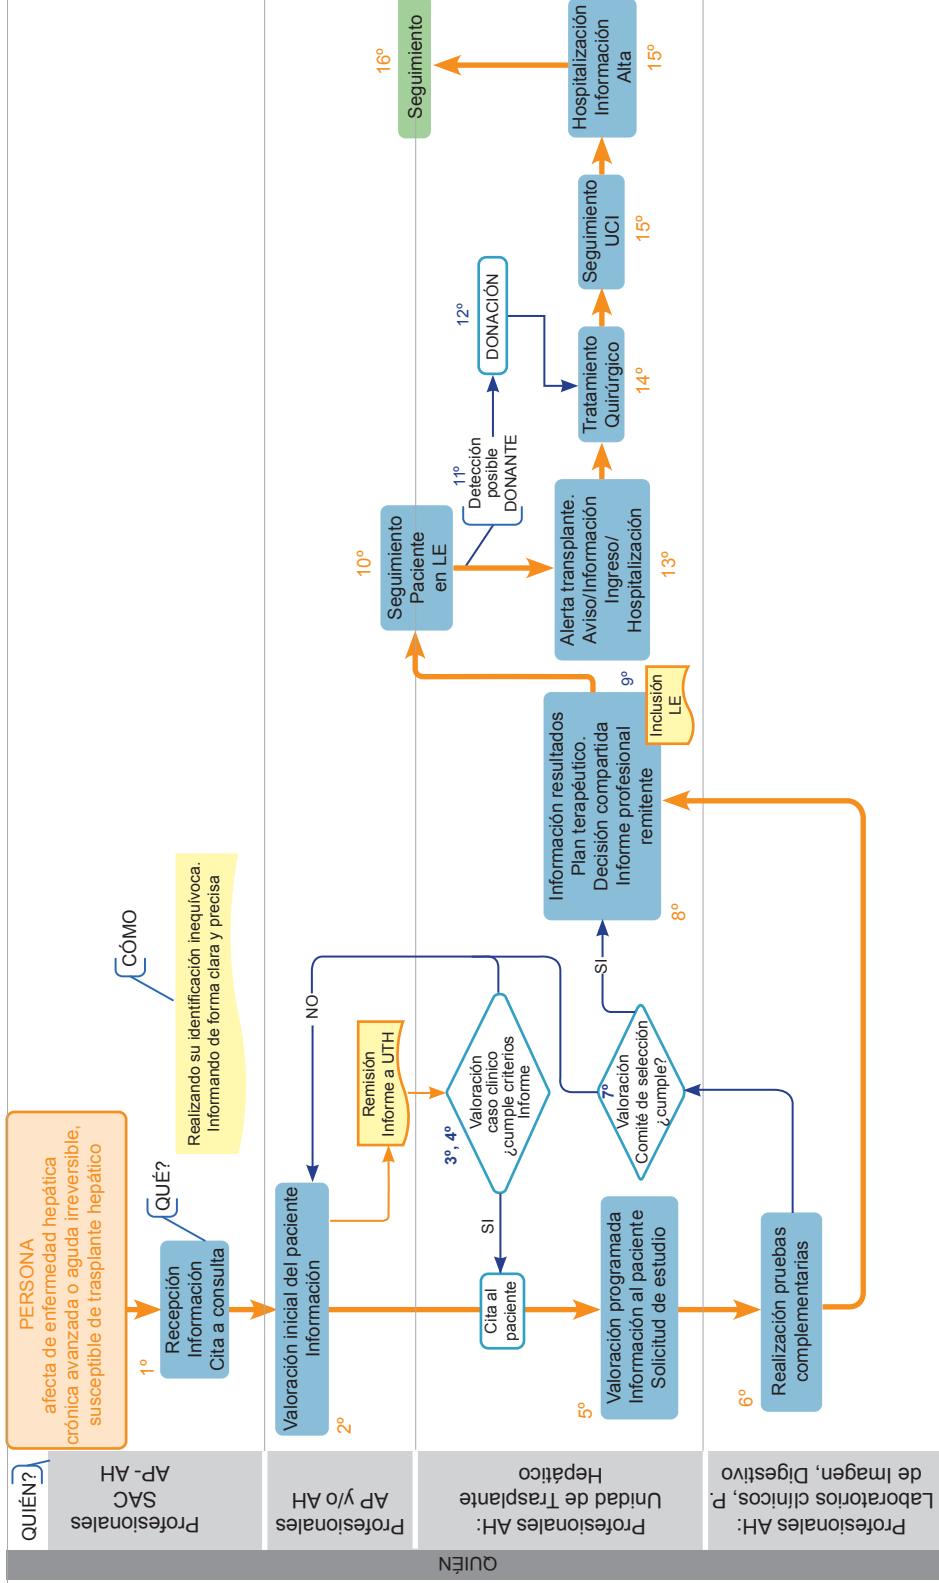 QUIÉN
QUIÉN?
Profesionales
SAC
AP- AH
Profesionales
AP y/o AH
Profesionales AH:
Unidad de Trasplante
Hepático
Profesionales AH:
Laboratorios clínicos, P.
de Imagen, Digestivo
PERSONA
afecta de enfermedad hepática
crónica avanzada o aguda irreversible,
susceptible de trasplante hepático
1º
Recepción
Información
Cita a consulta
QUÉ?
CÓMO
Realizando su identificación inequívoca.
Informando de forma clara y precisa
2º
Valoración inicial del paciente
Información
Remisión
Informe a UTH
NO
3º, 4º
Valoración
caso clínico
¿cumple criterios
Informe
SI
Cita al
paciente
5º
Valoración programada
Información al paciente
Solicitud de estudio
6º
Realización pruebas
complementarias
7º
Valoración
Comité de selección
¿cumple?
SI
8º
Información resultados
Plan terapéutico.
Decisión compartida
Informe profesional
remitente
9º
Inclusión
LE
10º
Seguimiento
Paciente
en LE
11º
Detección
posible
DONANTE
12º
DONACIÓN
13º
Alerta transplante.
Aviso/Información
Ingreso/
Hospitalización
14º
Tratamiento
Quirúrgico
15º
Seguimiento
UCI
15º
Hospitalización
Información
Alta
16º
Seguimiento